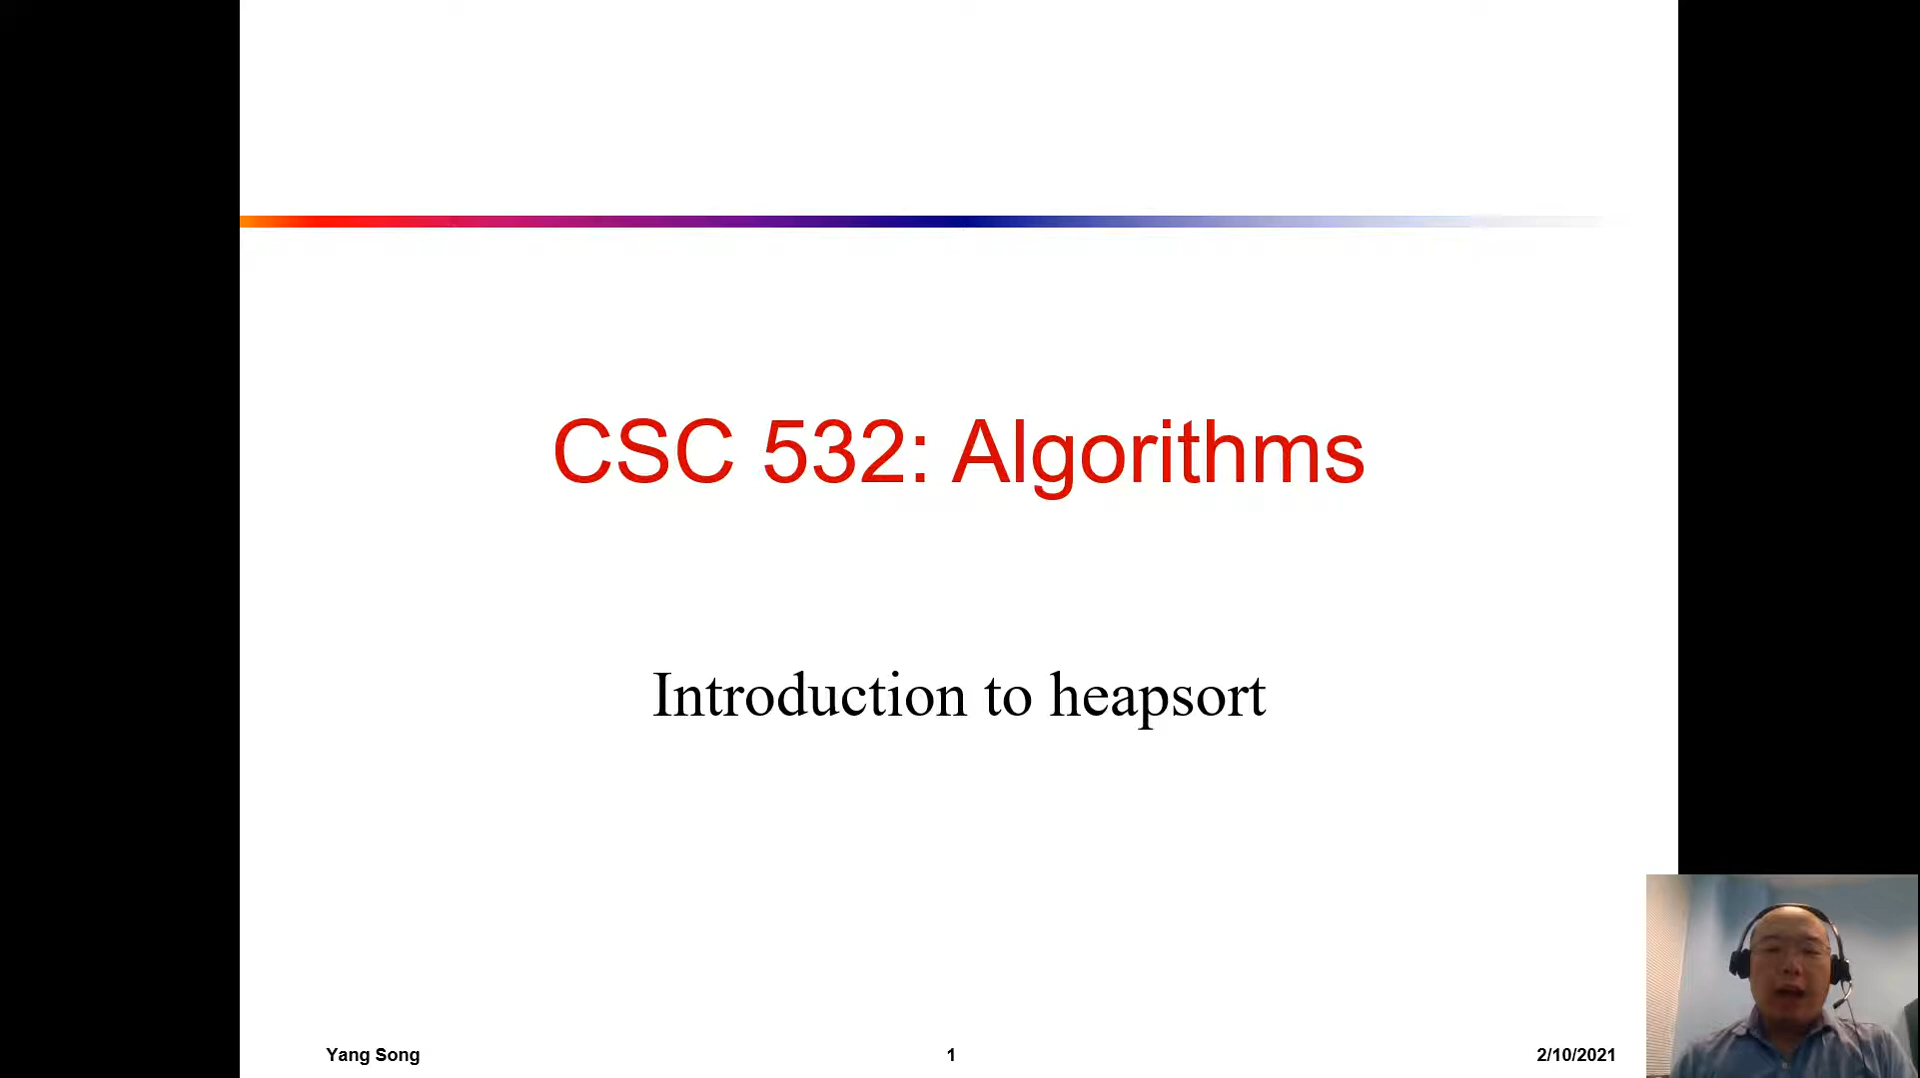 CSC 532: Algorithms
Introduction to heapsort
Yang Song
1
2/10/2021